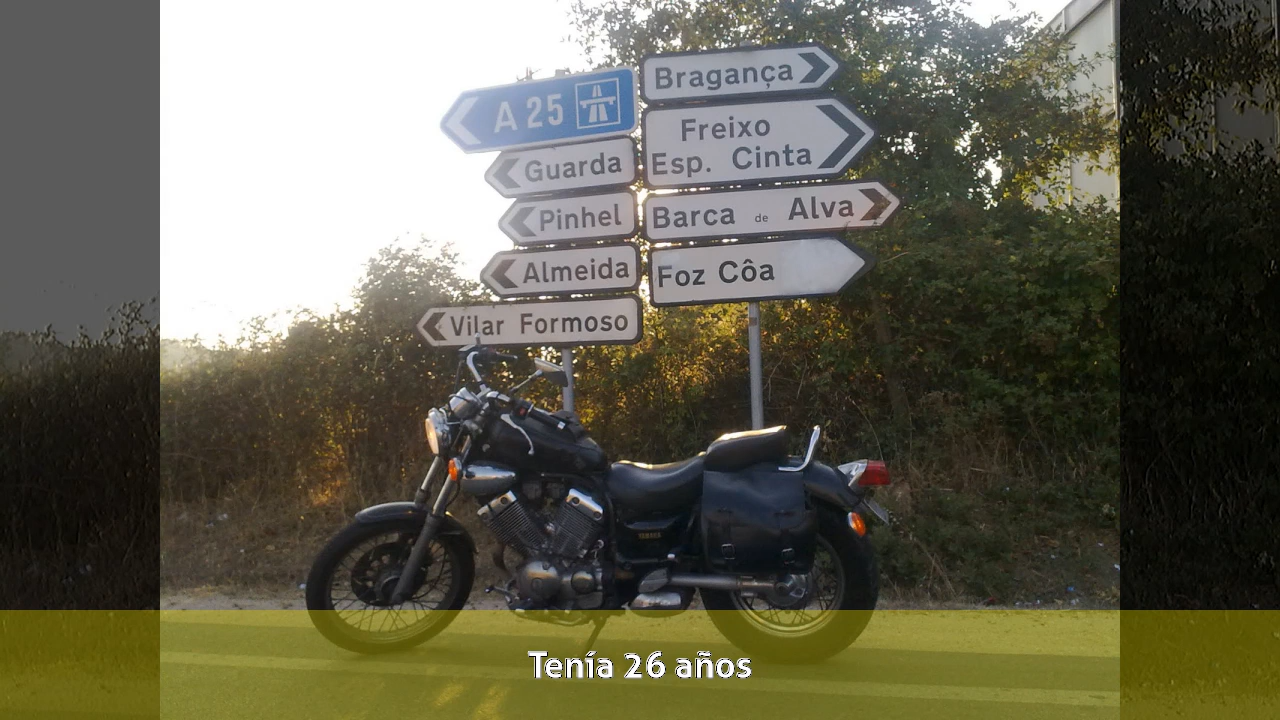 A 25
Guarda
Pinhel
Almeida
Vilar Formoso
Bragança
Freixo
Esp. Cinta
Barca de Alva
Foz Côa
YAMAHA
Tenía 26 años